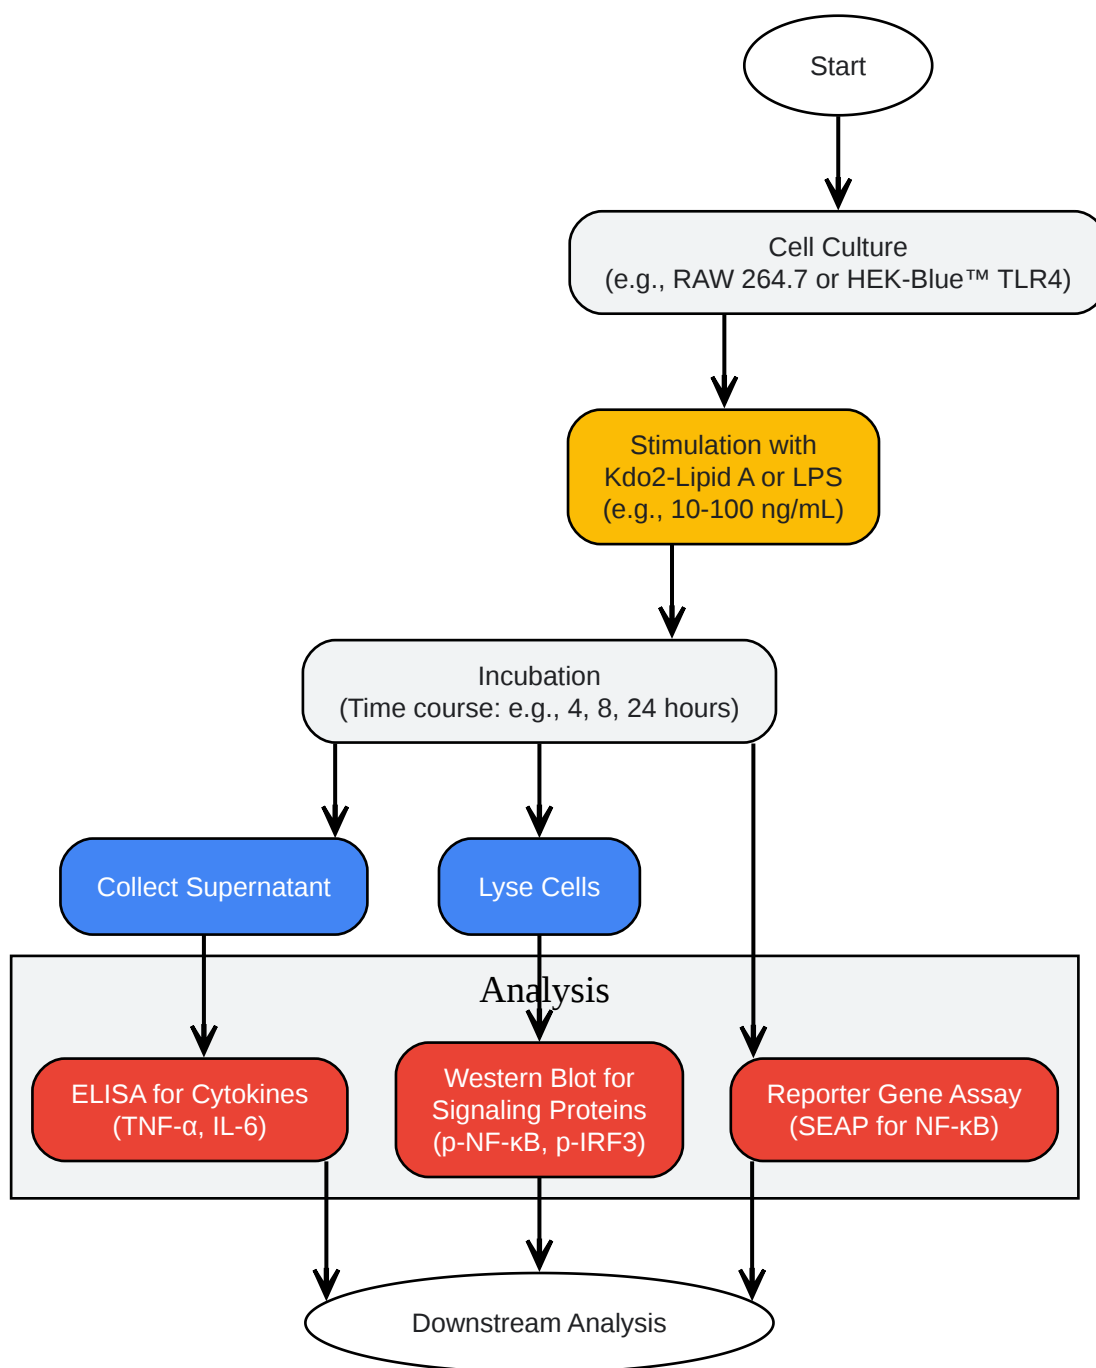 Start
Cell Culture
(e.g., RAW 264.7 or HEK-Blue™ TLR4)
Stimulation with
Kdo2-Lipid A or LPS
(e.g., 10-100 ng/mL)
Incubation
(Time course: e.g., 4, 8, 24 hours)
Collect Supernatant
Lyse Cells
Analysis
ELISA for Cytokines
(TNF-α, IL-6)
Western Blot for
Signaling Proteins
(p-NF-κB, p-IRF3)
Reporter Gene Assay
(SEAP for NF-κB)
Downstream Analysis